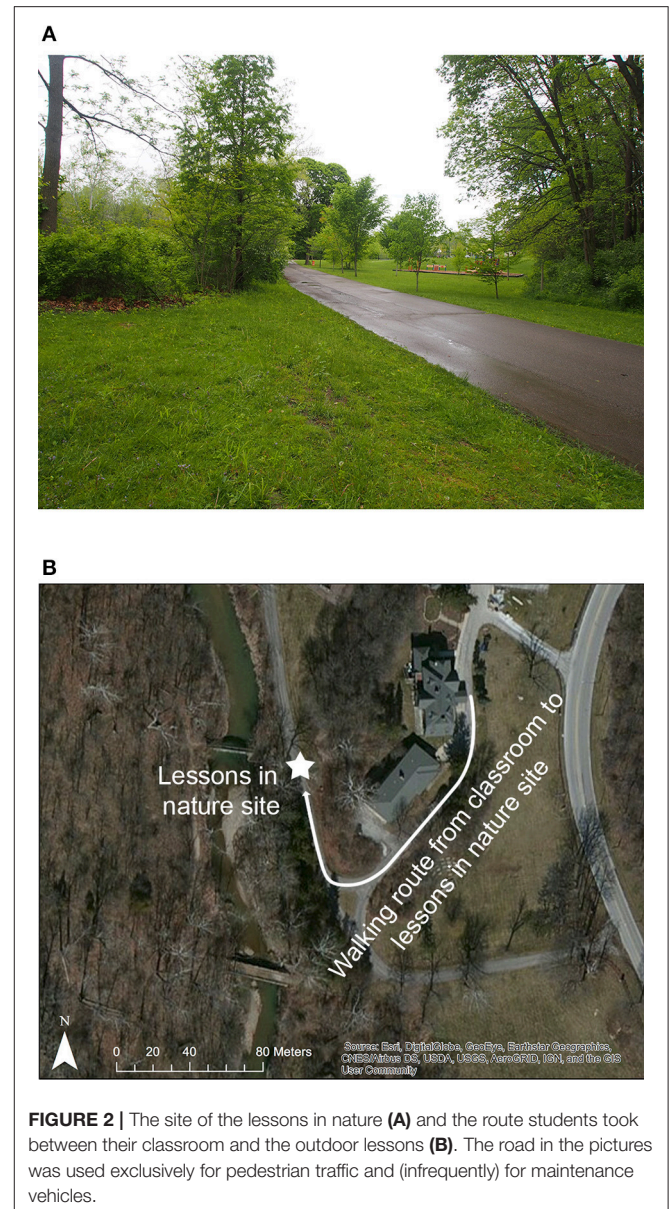 A
B
Lessons in
nature site
Walking route from classroom to
lessons in nature site
N
0 20 40 80 Meters
Source: Esri, DigitalGlobe, GeoEye, Earthstar Geographics,
CNES/Airbus DS, USDA, USGS, AeroGRID, IGN, and the GIS
User Community
FIGURE 2 | The site of the lessons in nature (A) and the route students took
between their classroom and the outdoor lessons (B). The road in the pictures
was used exclusively for pedestrian traffic and (infrequently) for maintenance
vehicles.